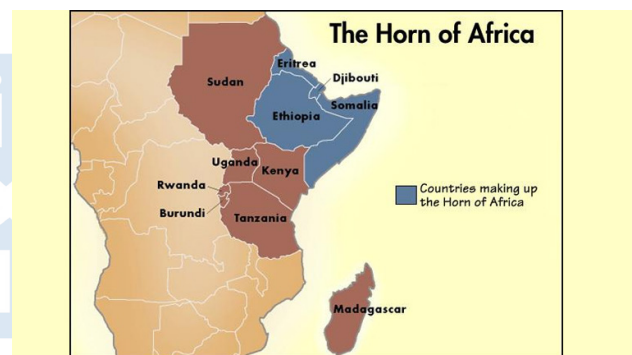 The Horn of Africa
Eritrea
Djibouti
Sudan
Somalia
Ethiopia
Uganda
Kenya
Rwanda
Countries making up
the Horn of Africa
Burundi
Tanzania
Madagascar